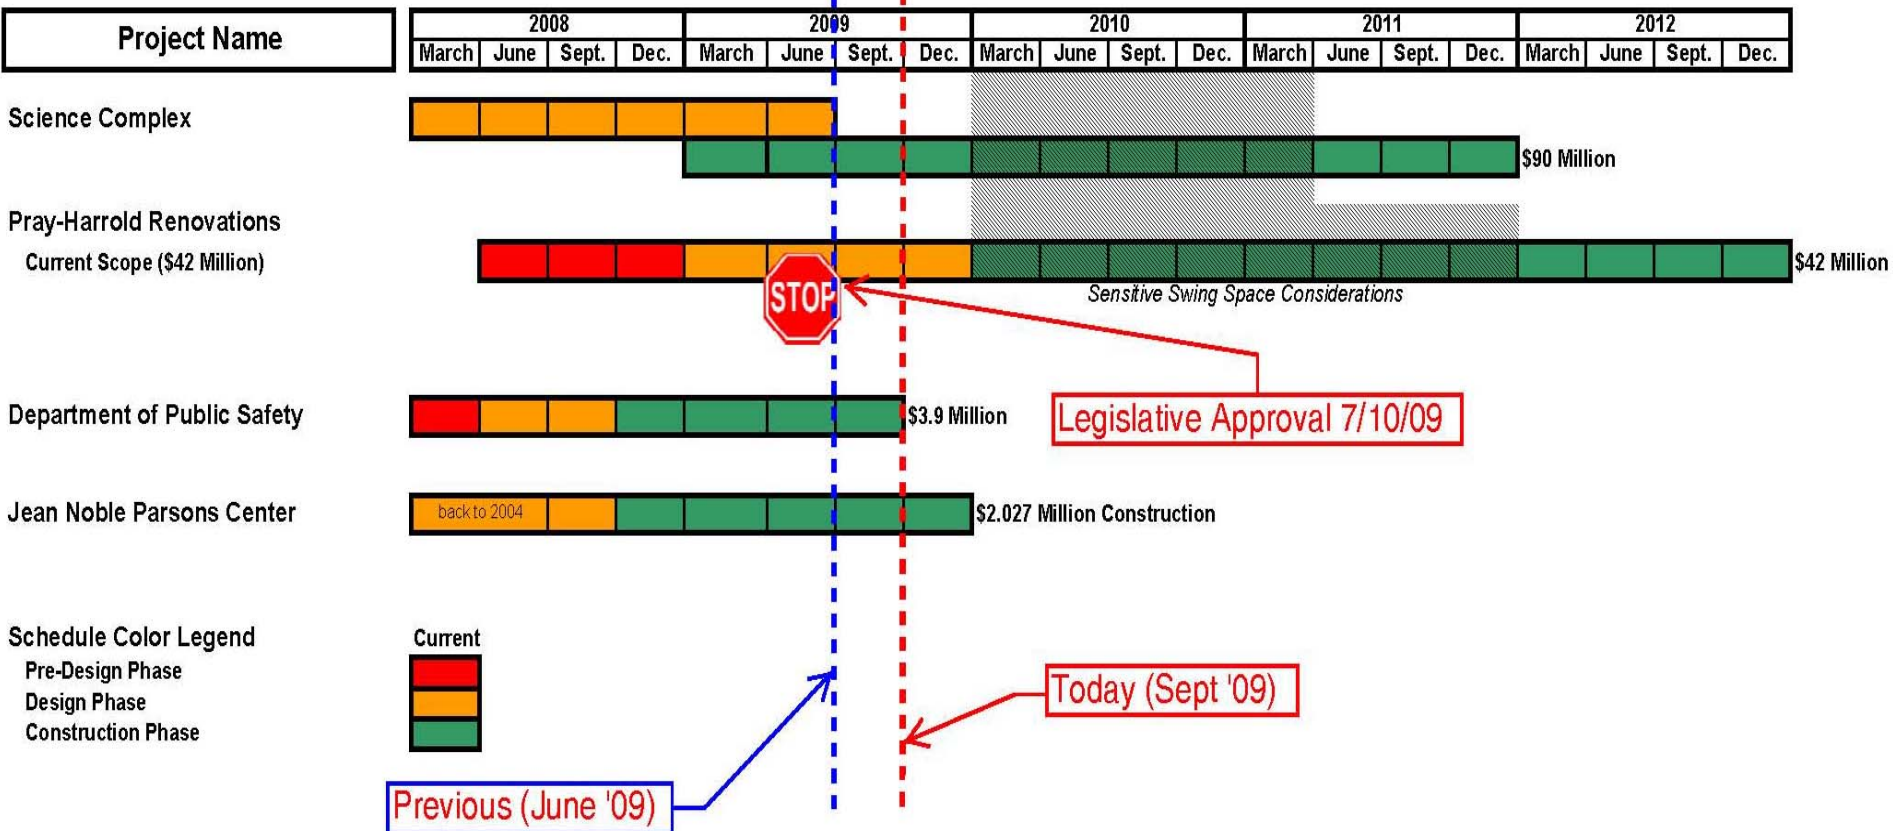 Project Name
2008 2009 2010 2011 2012
March June Sept. Dec. March June Sept. Dec. March June Sept. Dec. March June Sept. Dec. March June Sept. Dec.
Science Complex
$90 Million
Pray-Harrold Renovations
Current Scope ($42 Million)
$42 Million
STOP
Sensitive Swing Space Considerations
Department of Public Safety
$3.9 Million
Legislative Approval 7/10/09
Jean Noble Parsons Center
back to 2004
$2.027 Million Construction
Schedule Color Legend
Current
Pre-Design Phase
Design Phase
Construction Phase
Today (Sept '09)
Previous (June '09)